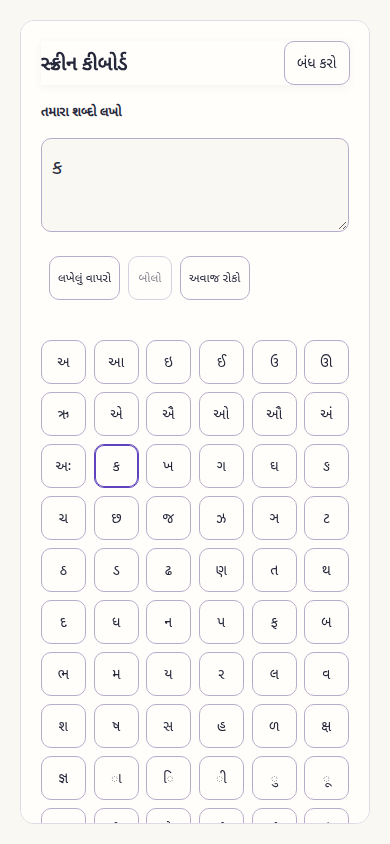 સ્ક્રીન કીબોર્ડ બંધ કરો
તમારા શબ્દો લખો
ક
લખેલું વાપરો બોલો અવાજ રોકો
અ આ ઇ ઈ ઉ ઊ
ઋ એ ઐ ઓ ઔ અં
અઃ ક ખ ગ ઘ ઙ
ચ છ જ ઝ ઞ ટ
ઠ ડ ઢ ણ ત થ
દ ધ ન પ ફ બ
ભ મ ય ર લ વ
શ ષ સ હ ળ ક્ષ
જ્ઞ ા િ ી ુ ૂ